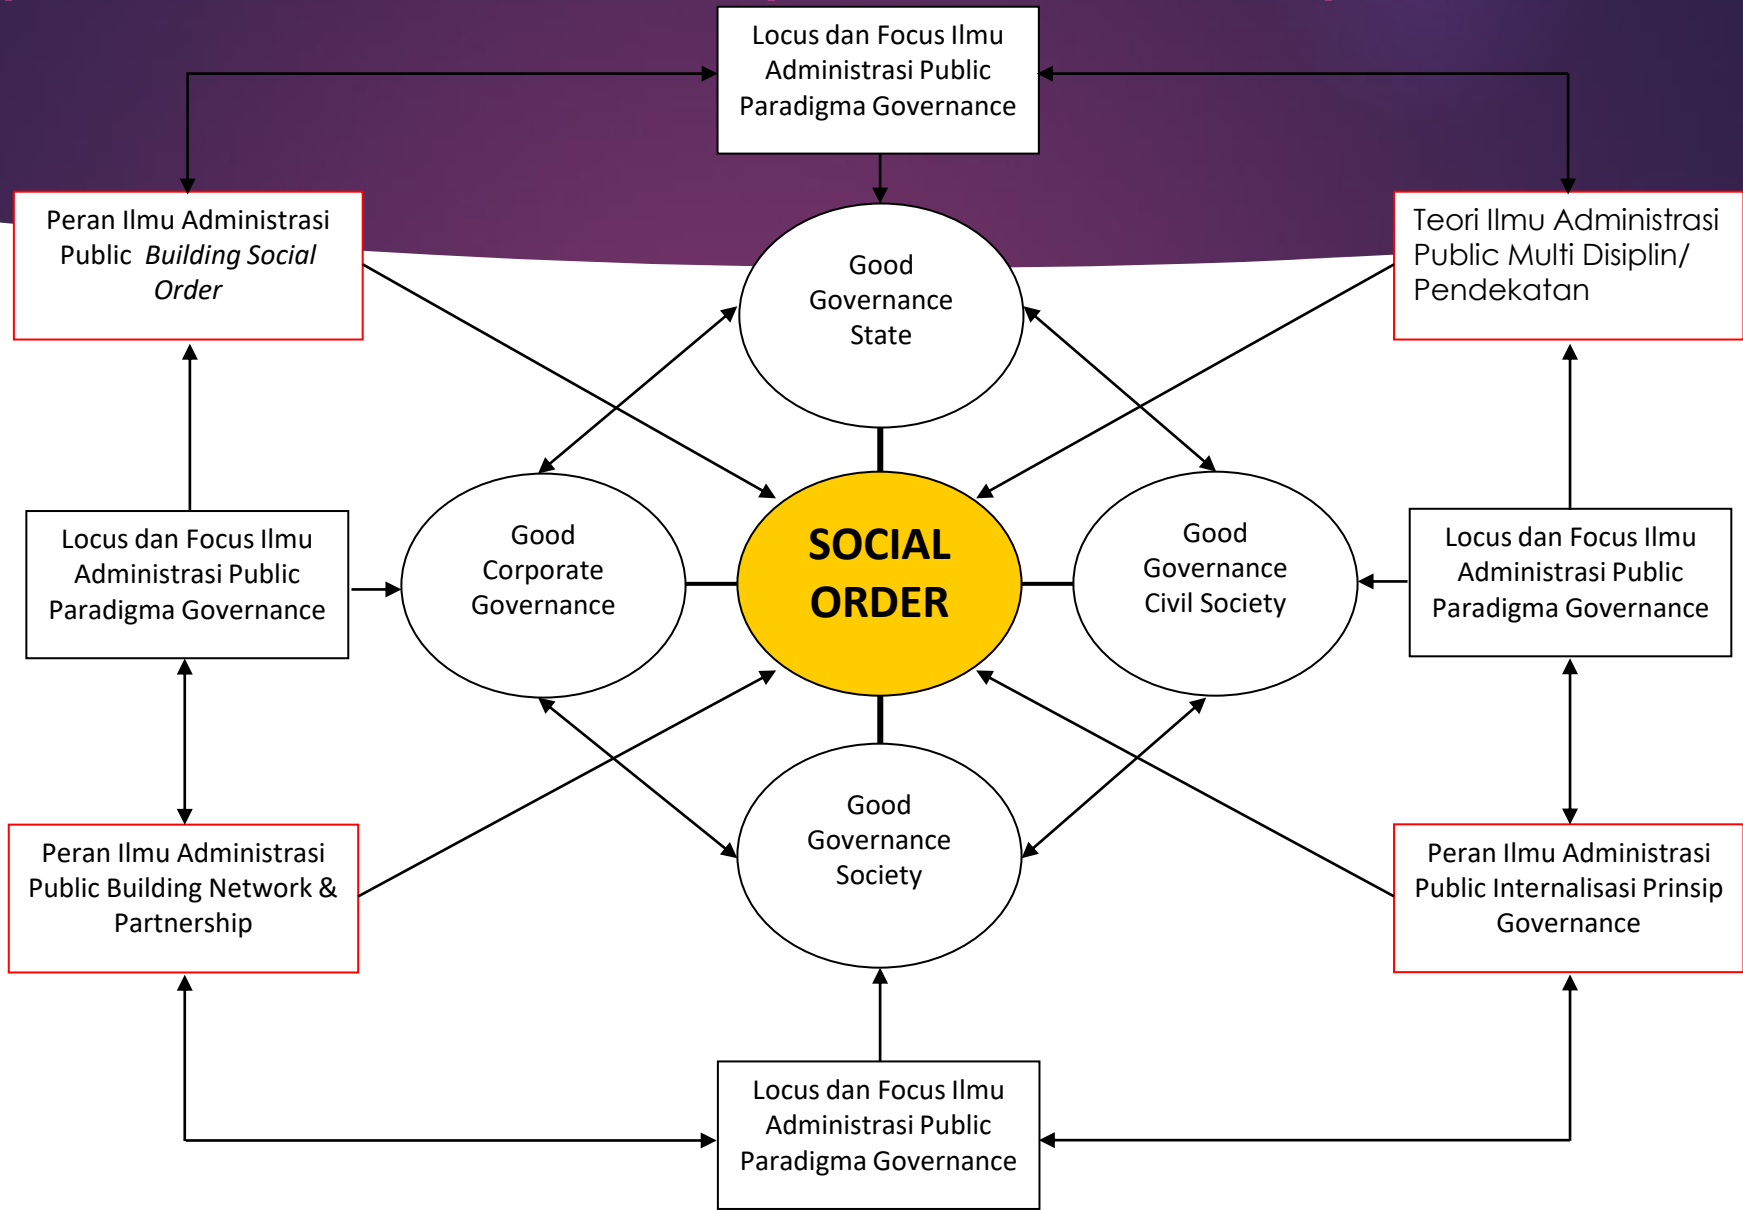 Locus dan Focus Ilmu
Administrasi Public
Paradigma Governance
Peran Ilmu Administrasi
Public Building Social
Order
Good
Governance
State
Teori Ilmu Administrasi
Public Multi Disiplin/
Pendekatan
Locus dan Focus Ilmu
Administrasi Public
Paradigma Governance
Good
Corporate
Governance
SOCIAL
ORDER
Good
Governance
Civil Society
Locus dan Focus Ilmu
Administrasi Public
Paradigma Governance
Peran Ilmu Administrasi
Public Building Network &
Partnership
Good
Governance
Society
Peran Ilmu Administrasi
Public Internalisasi Prinsip
Governance
Locus dan Focus Ilmu
Administrasi Public
Paradigma Governance